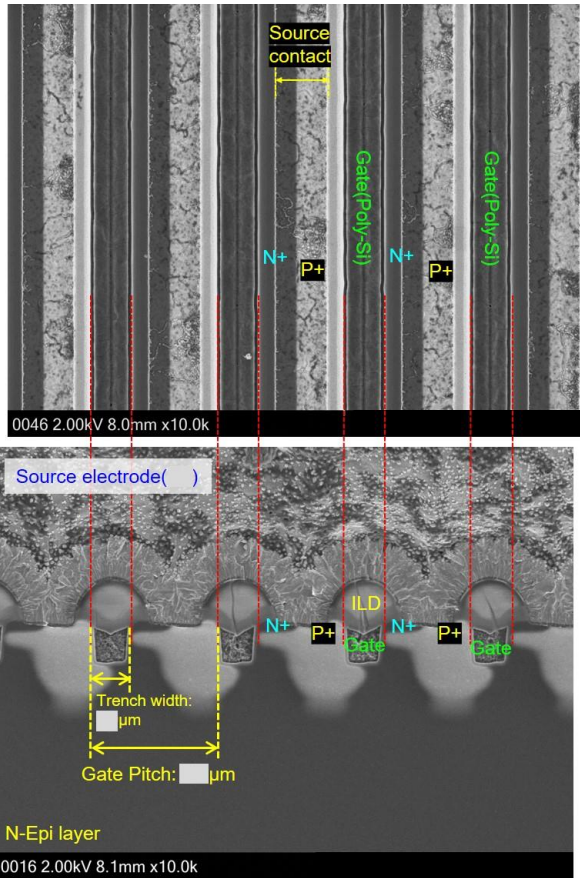 Source
contact
Gate(Poly-Si)
Gate(Poly-Si)
N+
P+
N+
P+
0046 2.00kV 8.0mm x10.0k
Source electrode( )
ILD
N+
P+
Gate
N+
P+
Gate
Trench width:
μm
Gate Pitch: μm
N-Epi layer
0016 2.00kV 8.1mm x10.0k